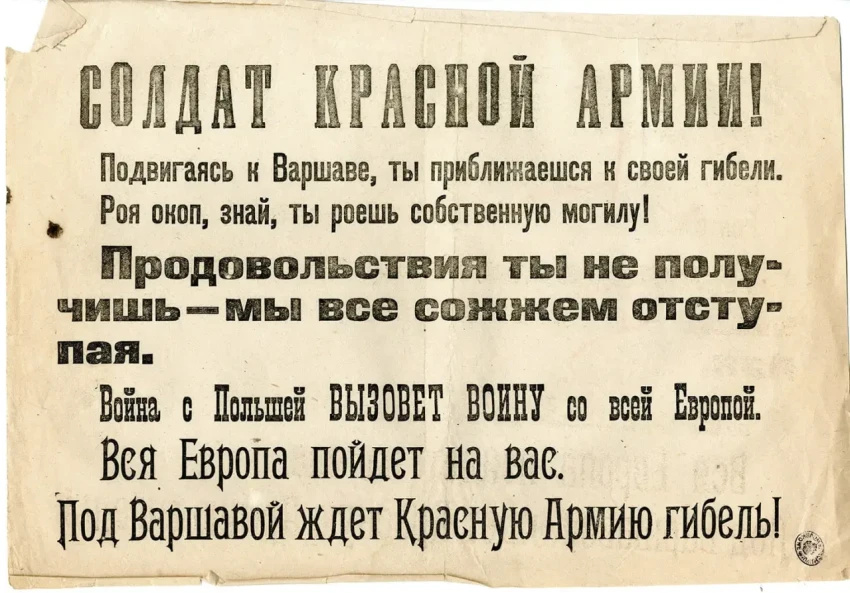 СОЛДАТ КРАСНОЙ АРМИИ!
Подвигаясь к Варшаве, ты приближаешся к своей гибели.
Роя окоп, знай, ты роешь собственную могилу!
Продовольствия ты не полу-
чишь—мы все сожжем отсту-
пая.
Война с Польшей ВЫЗОВЕТ ВОЙНУ со всей Европой.
Вся Европа пойдет на вас.
Под Варшавой ждет Красную Армию гибель!